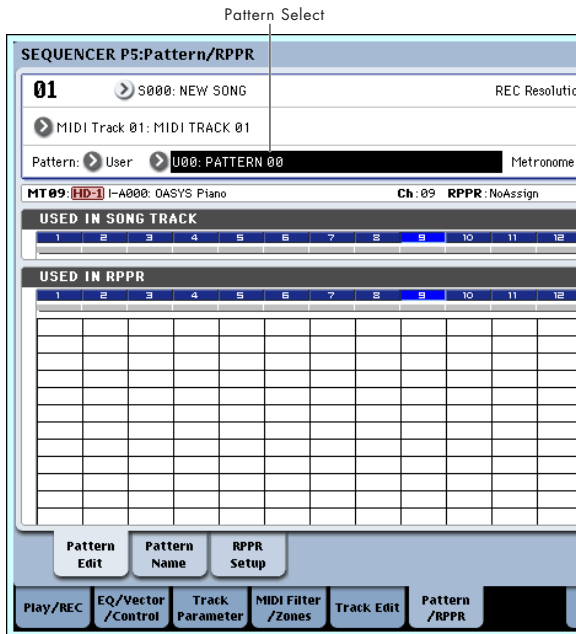 Pattern Select
SEQUENCER P5:Pattern/RPPR
01 S000: NEW SONG REC Resolutio
MIDI Track 01: MIDI TRACK 01
Pattern: User U00: PATTERN 00 Metronome
MT09: HD-1 I-A000: OASYS Piano Ch:09 RPPR:NoAssign
USED IN SONG TRACK
1 2 3 4 5 6 7 8 9 10 11 12
USED IN RPPR
1 2 3 4 5 6 7 8 9 10 11 12
Pattern Edit Pattern Name RPPR Setup
Play/REC EQ/Vector /Control Track Parameter MIDI Filter /Zones Track Edit Pattern /RPPR